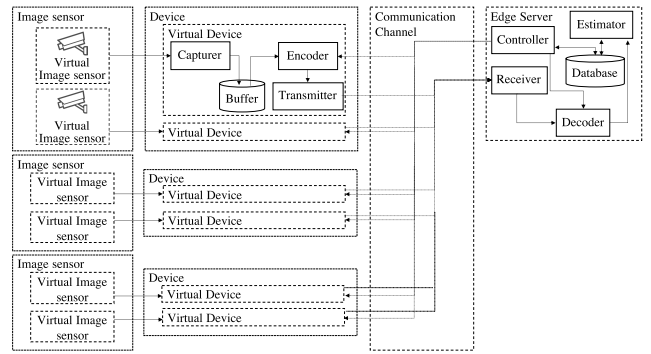 Image sensor
Virtual
Image sensor
Virtual
Image sensor
Device
Virtual Device
Capturer
Encoder
Buffer
Transmitter
Virtual Device
Communication
Channel
Edge Server
Controller
Estimator
Receiver
Database
Decoder
Image sensor
Virtual Image
sensor
Virtual Image
sensor
Device
Virtual Device
Virtual Device
Image sensor
Virtual Image
sensor
Virtual Image
sensor
Device
Virtual Device
Virtual Device